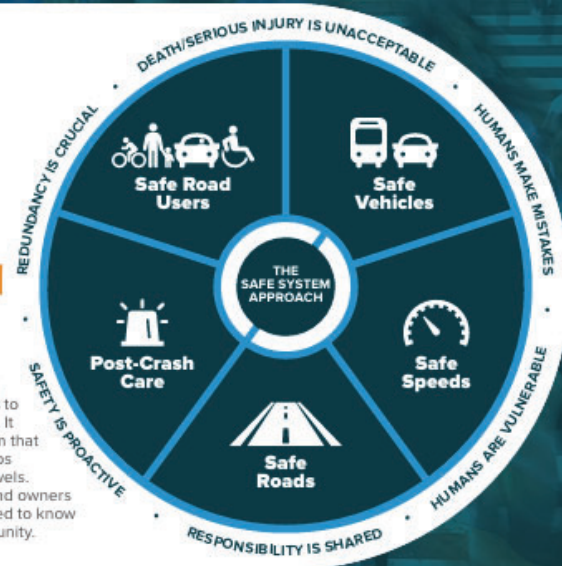 DEATH/SERIOUS INJURY IS UNACCEPTABLE
HUMANS MAKE MISTAKES
HUMANS ARE VULNERABLE
RESPONSIBILITY IS SHARED
SAFETY IS PROACTIVE
REDUNDANCY IS CRUCIAL
Safe Road
Users
Safe
Vehicles
THE
SAFE SYSTEM
APPROACH
Post-Crash
Care
Safe
Speeds
Safe
Roads
to
It
that
vels.
nd owners
ed to know
unity.